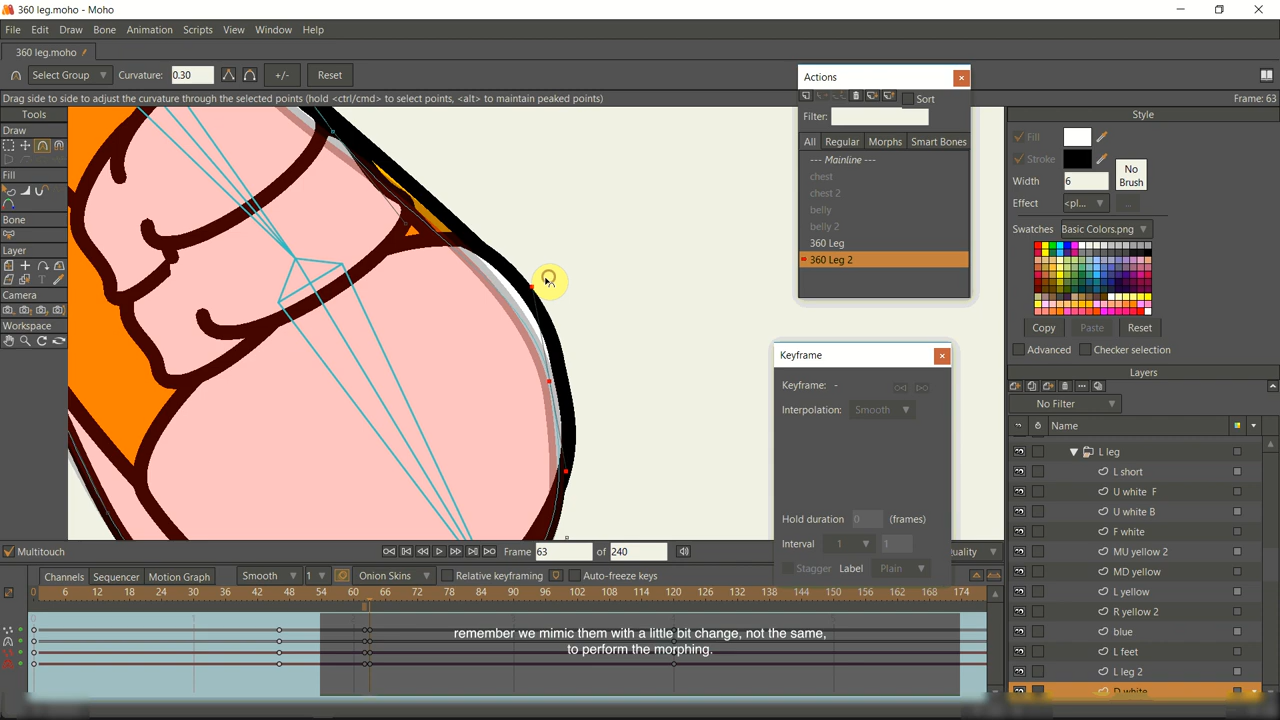 360 leg.moho - Moho
File Edit Draw Bone Animation Scripts View Window Help
360 leg.moho
Select Group Curvature: 0.30 +/- Reset
Drag side to side to adjust the curvature through the selected points (hold <ctrl/cmd> to select points, <alt> to maintain peaked points) Frame: 63
Tools
Draw
Fill
Bone
Layer
Camera
Workspace
Actions
Sort
Filter:
All Regular Morphs Smart Bones
--- Mainline ---
chest
chest 2
belly
belly 2
360 Leg
360 Leg 2
Keyframe
Keyframe: -
Interpolation: Smooth
Hold duration 0 (frames)
Interval 1 1
Stagger Label Plain
Style
Fill
Stroke
Width 6
No Brush
Effect <pl...
...
Swatches Basic Colors.png
Copy Paste Reset
Advanced Checker selection
Layers
No Filter
Name
L leg
L short
U white F
U white B
F white
MU yellow 2
MD yellow
L yellow
R yellow 2
blue
L feet
L leg 2
D white
Multitouch Frame 63 of 240 uality
Channels Sequencer Motion Graph Smooth 1 Onion Skins Relative keyframing Auto-freeze keys
0 6 12 18 24 30 36 42 48 54 60 66 72 78 84 90 96 102 108 114 120 126 132 138 144 150 156 162 168 174
remember we mimic them with a little bit change, not the same,
to perform the morphing.